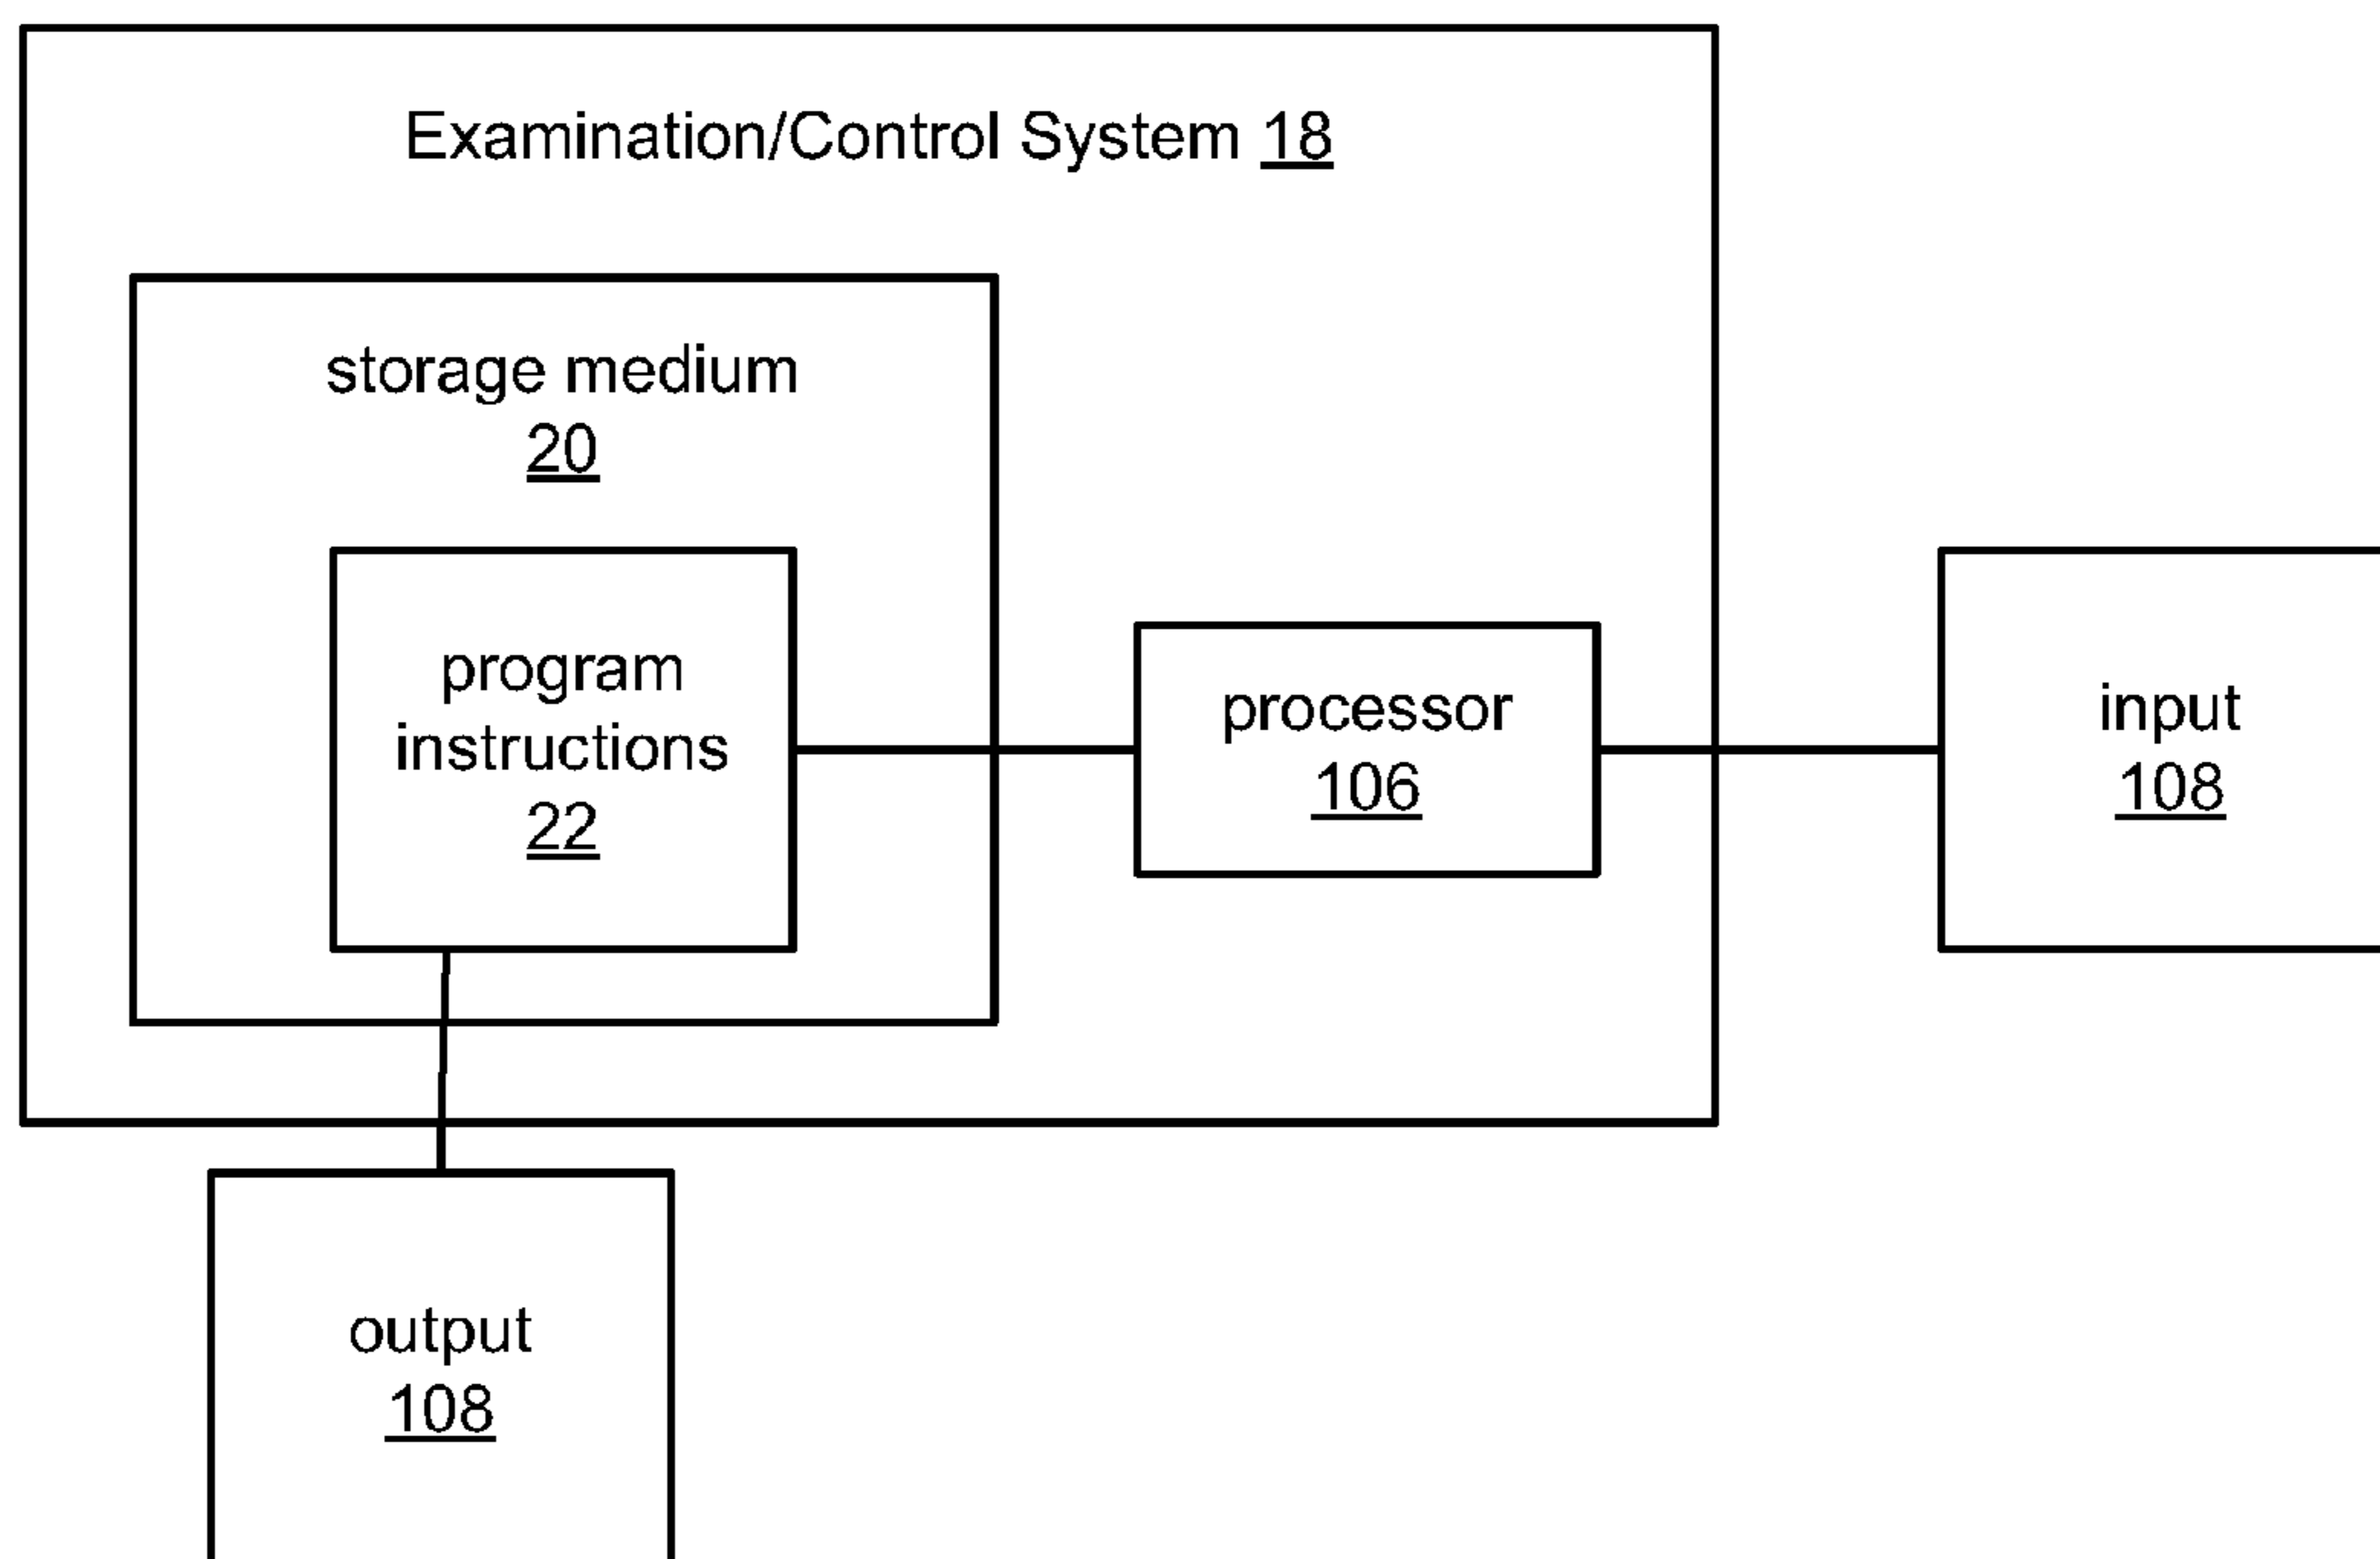 Examination/Control System 18
storage medium
20
program
instructions
22
processor
106
input
108
output
108